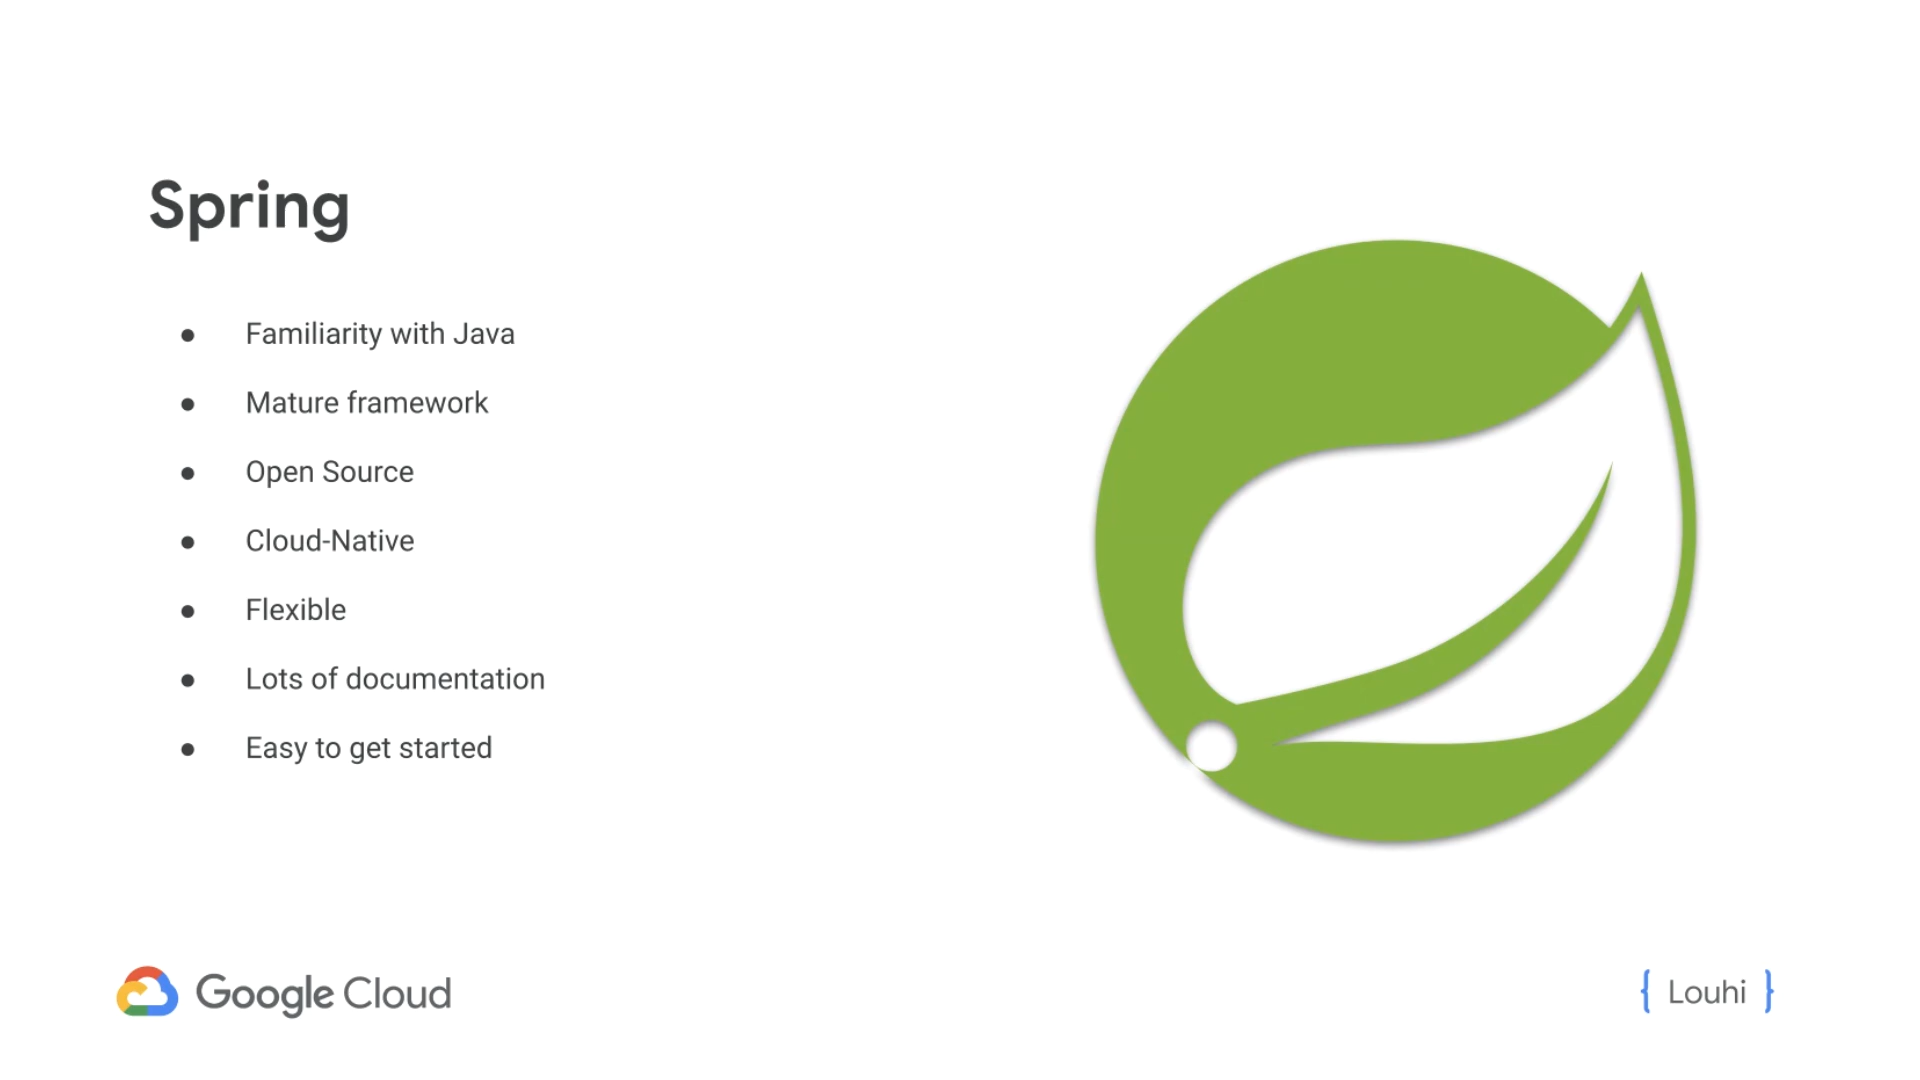 Spring
● Familiarity with Java
● Mature framework
● Open Source
● Cloud-Native
● Flexible
● Lots of documentation
● Easy to get started
Google Cloud
{ Louhi }